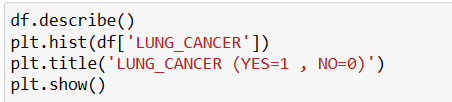 df.describe()
plt.hist(df['LUNG_CANCER'])
plt.title('LUNG_CANCER (YES=1 , NO=0)')
plt.show()